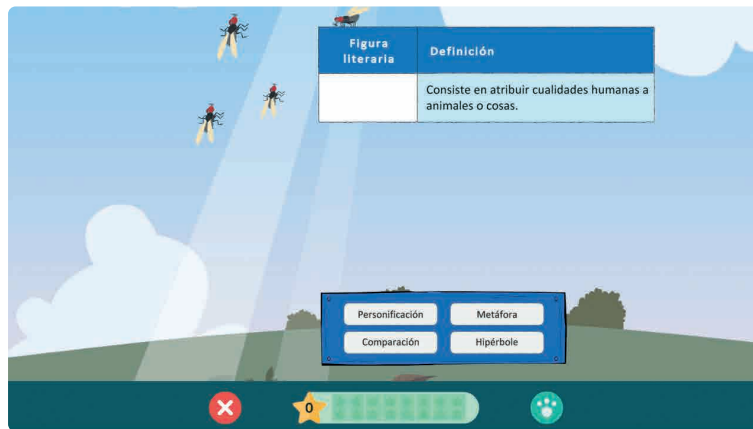 Figura
literaria
Definición
Consiste en atribuir cualidades humanas a
animales o cosas.
Personificación
Metáfora
Comparación
Hipérbole
0